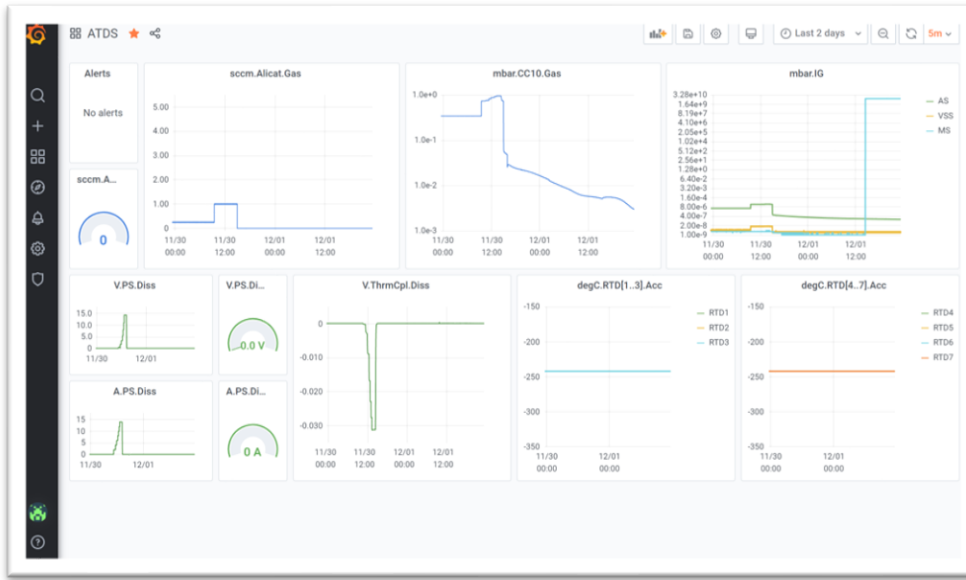 ATDS
Last 2 days
5m
Alerts
No alerts
sccm.A...
0
sccm.Alicat.Gas
5.00
4.00
3.00
2.00
1.00
0
11/30 11/30 12/01 12/01
00:00 12:00 00:00 12:00
mbar.CC10.Gas
1.0e+0
1.0e-1
1.0e-2
1.0e-3
11/30 11/30 12/01 12/01
00:00 12:00 00:00 12:00
mbar.IG
3.28e+10
1.64e+9
8.19e+7
4.10e+6
2.05e+5
1.02e+4
5.12e+2
2.56e+1
1.28e+0
6.40e-2
3.20e-3
1.60e-4
8.00e-6
4.00e-7
2.00e-8
1.00e-9
11/30 11/30 12/01 12/01
00:00 12:00 00:00 12:00
AS
VSS
MS
V.PS.Diss
15.0
10.0
5.0
0
11/30 12/01
V.PS.Di...
0.0 V
A.PS.Diss
15
10
5
0
11/30 12/01
A.PS.Di...
0 A
V.ThrmCpl.Diss
0
-0.010
-0.020
-0.030
11/30 11/30 12/01 12/01
00:00 12:00 00:00 12:00
degC.RTD[1..3].Acc
-150
-200
-250
-300
-350
11/30 12/01
00:00 00:00
RTD1
RTD2
RTD3
degC.RTD[4..7].Acc
-150
-200
-250
-300
-350
11/30 12/01
00:00 00:00
RTD4
RTD5
RTD6
RTD7